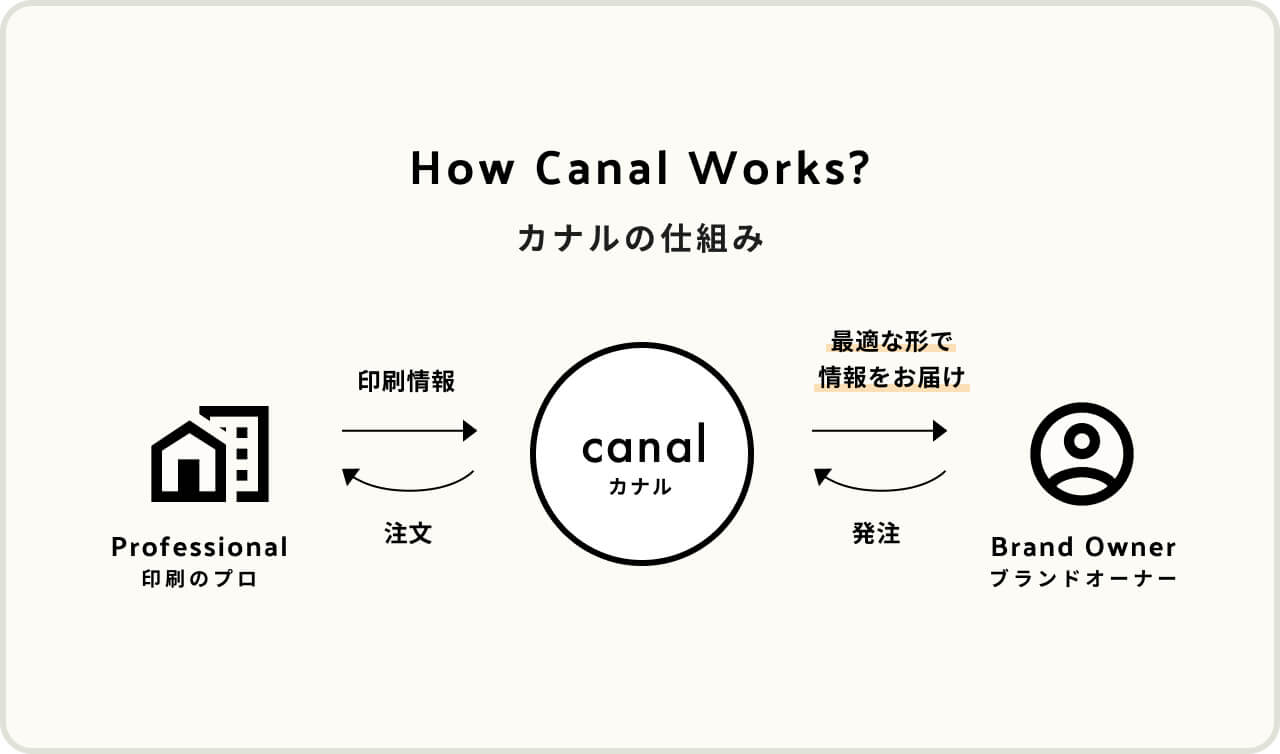 How Canal Works?
カナルの仕組み
印刷情報
注文
Professional
印刷のプロ
canal
カナル
最適な形で
情報をお届け
発注
Brand Owner
ブランドオーナー